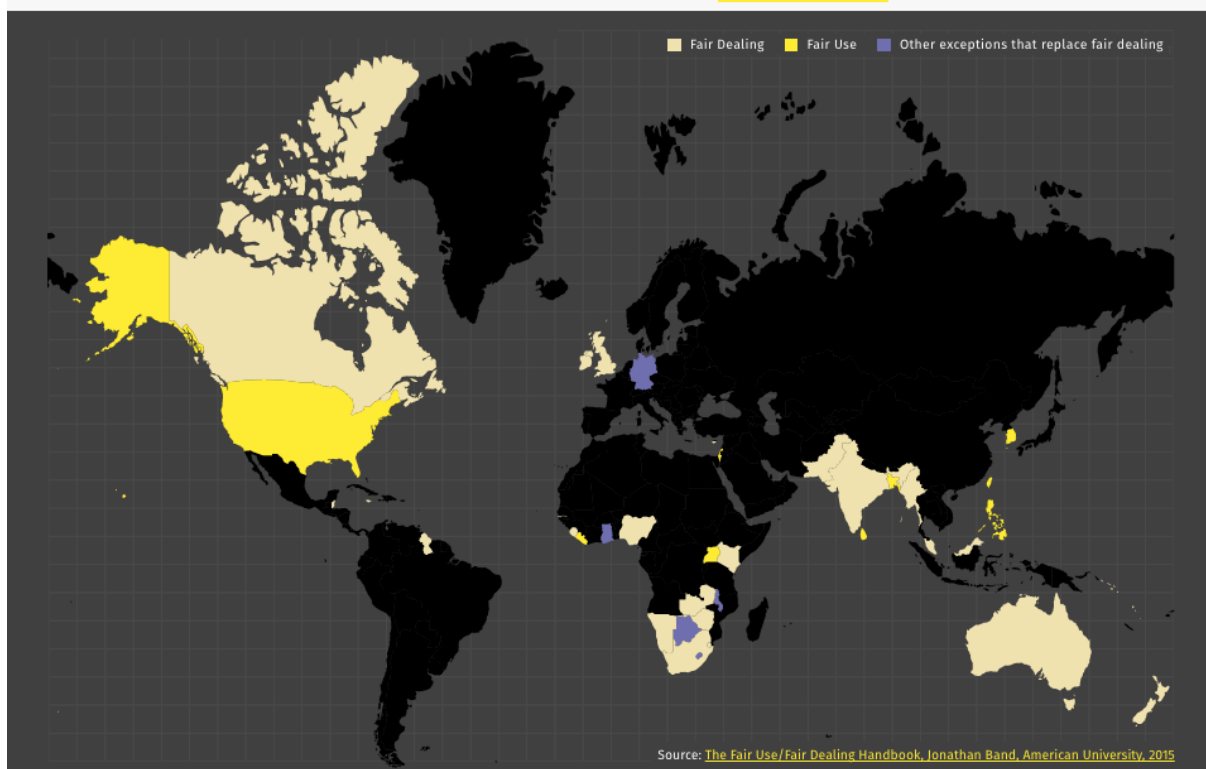 Fair Dealing
Fair Use
Other exceptions that replace fair dealing
Source: The Fair Use/Fair Dealing Handbook, Jonathan Band, American University, 2015